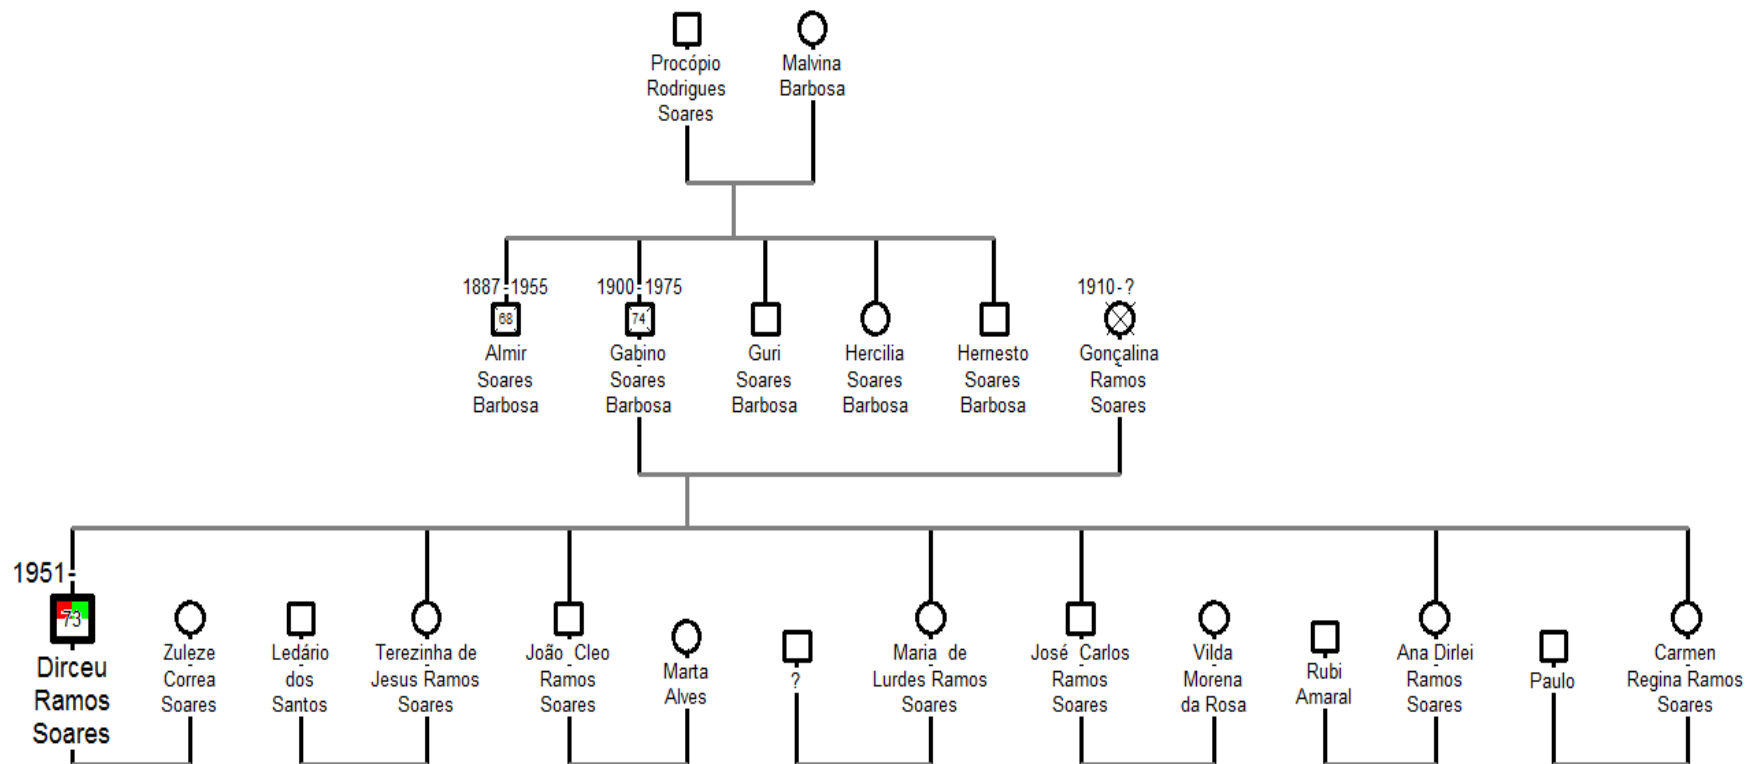 Procópio
Rodrigues
Soares
Malvina
Barbosa
1887-1955
68
Almir
Soares
Barbosa
1900-1975
74
Gabino
Soares
Barbosa
Guri
Soares
Barbosa
Hercilia
Soares
Barbosa
Hernesto
Soares
Barbosa
1910-?
Gonçalina
Ramos
Soares
1951-
73
Dirceu
Ramos
Soares
Zuleze
Correa
Soares
Ledário
dos
Santos
Terezinha de
Jesus Ramos
Soares
João Cleo
Ramos
Soares
Marta
Alves
?
Maria de
Lurdes Ramos
Soares
José Carlos
Ramos
Soares
Vilda
Morena
da Rosa
Rubi
Amaral
Ana Dirlei
Ramos
Soares
Paulo
Carmen
Regina Ramos
Soares